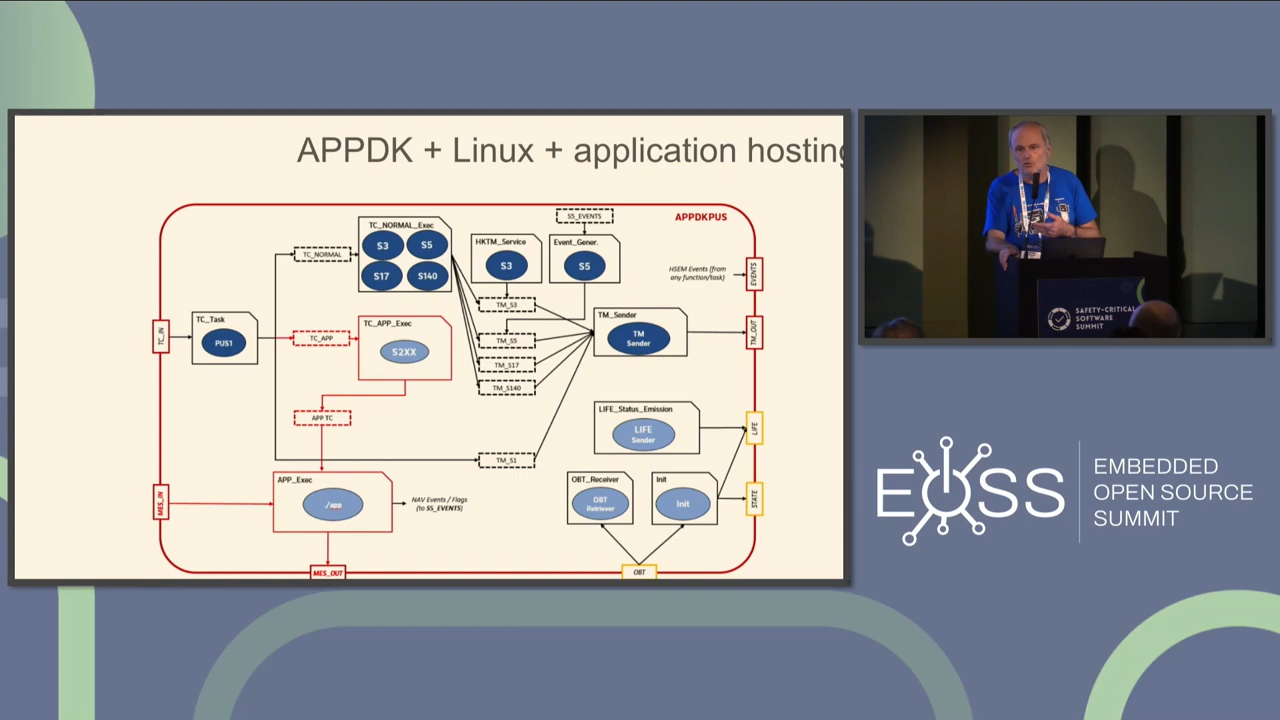 APPDK + Linux + application hosting
APPDKPUS
S5_EVENTS
TC_NORMAL_Exec
S3
S5
S17
S140
HKTM_Service
S3
Event_Gener.
S5
TC_NORMAL
HSEM Events (from
any function/task)
EVENTS
TM_S3
TC_IN
TC_Task
PUS1
TC_APP
TC_APP_Exec
S2XX
TM_S5
TM_S17
TM_S140
TM_Sender
TM
Sender
TM_OUT
APP TC
LIFE_Status_Emission
LIFE
Sender
LIFE
TM_S1
MES_IN
APP_Exec
./app
NAV Events / Flags
(to S5_EVENTS)
OBT_Receiver
OBT
Retriever
Init
Init
STATE
MES_OUT
OBT
SAFETY-CRITICAL
SOFTWARE
SUMMIT
EOSS
EMBEDDED
OPEN SOURCE
SUMMIT